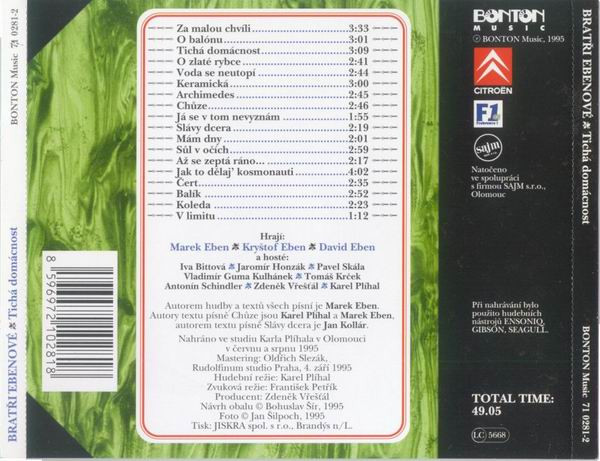 BRATŘI EBENOVÉ Tichá domácnost
BONTON Music 71 0281-2
8 596973 102818
Za malou chvíli 3:33
O balónu 3:01
Tichá domácnost 3:09
O zlaté rybce 2:41
Voda se neutopí 2:44
Keramická 3:00
Archimedes 2:45
Chůze 2:46
Já se v tom nevyznám 1:55
Slávy dcera 2:19
Mám dny 2:01
Sůl v očích 2:59
Až se zeptá ráno... 2:17
Jak to dělaj' kosmonauti 4:02
Čert 2:35
Balík 2:52
Koleda 2:23
V limitu 1:12
Hrají:
Marek Eben Kryštof Eben David Eben
a hosté:
Iva Bittová Jaromír Honzák Pavel Skála
Vladimír Guma Kulhánek Tomáš Krček
Antonín Schindler Zdeněk Vřešťál Karel Plíhal
Autorem hudby a textů všech písní je Marek Eben.
Autory textu písně Chůze jsou Karel Plíhal a Marek Eben,
autorem textu písně Slávy dcera je Jan Kollár.
Nahráno ve studiu Karla Plíhala v Olomouci
v červnu a srpnu 1995
Mastering: Oldřich Slezák,
Rudolfinum studio Praha, 4. září 1995
Hudební režie: Karel Plíhal
Zvuková režie: František Petřík
Producent: Zdeněk Vřešťál
Návrh obalu © Bohuslav Šír, 1995
Foto © Jan Šilpoch, 1995
Tisk: JISKRA spol. s r.o., Brandýs n/L.
BONTON
MUSIC
℗ BONTON Music, 1995
CITROËN
F1
Frekvence 1
sajm
Natočeno
ve spolupráci
s firmou SAJM s.r.o.,
Olomouc
Při nahrávání bylo
použito hudebních
nástrojů ENSONIQ,
GIBSON, SEAGULL.
TOTAL TIME:
49.05
LC 5668
BRATŘI EBENOVÉ Tichá domácnost
BONTON Music 71 0281-2